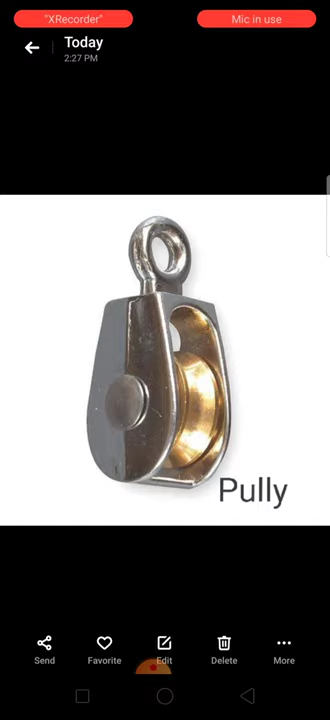 "XRecorder"
Mic in use
Today
2:27 PM
Pully
Send
Favorite
Edit
Delete
More